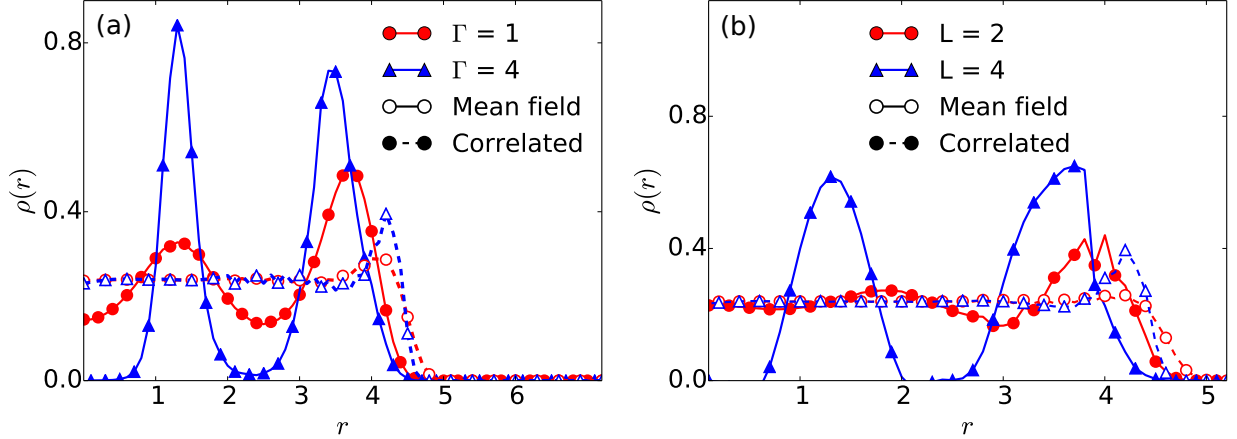 (a)
Γ = 1
Γ = 4
Mean field
Correlated
0.8
0.4
0.0
ρ(r)
1 2 3 4 5 6
r
(b)
L = 2
L = 4
Mean field
Correlated
0.8
0.4
0.0
ρ(r)
1 2 3 4 5
r